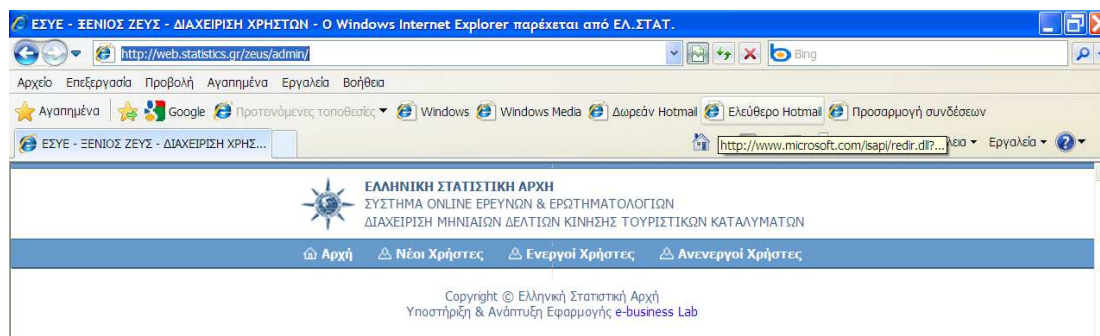 ΕΣΥΕ - ΞΕΝΙΟΣ ΖΕΥΣ - ΔΙΑΧΕΙΡΙΣΗ ΧΡΗΣΤΩΝ - Ο Windows Internet Explorer παρέχεται από ΕΛ.ΣΤΑΤ.
http://web.statistics.gr/zeus/admin/ Bing
Αρχείο Επεξεργασία Προβολή Αγαπημένα Εργαλεία Βοήθεια
Αγαπημένα Google Προτεινόμενες τοποθεσίες Windows Windows Media Δωρεάν Hotmail Ελεύθερο Hotmail Προσαρμογή συνδέσεων
ΕΣΥΕ - ΞΕΝΙΟΣ ΖΕΥΣ - ΔΙΑΧΕΙΡΙΣΗ ΧΡΗΣ... http://www.microsoft.com/isapi/redir.dll?... Εργαλεία
ΕΛΛΗΝΙΚΗ ΣΤΑΤΙΣΤΙΚΗ ΑΡΧΗ
ΣΥΣΤΗΜΑ ONLINE ΕΡΕΥΝΩΝ & ΕΡΩΤΗΜΑΤΟΛΟΓΙΩΝ
ΔΙΑΧΕΙΡΙΣΗ ΜΗΝΙΑΙΩΝ ΔΕΛΤΙΩΝ ΚΙΝΗΣΗΣ ΤΟΥΡΙΣΤΙΚΩΝ ΚΑΤΑΛΥΜΑΤΩΝ
Αρχή Νέοι Χρήστες Ενεργοί Χρήστες Ανενεργοί Χρήστες
Copyright © Ελληνική Στατιστική Αρχή
Υποστήριξη & Ανάπτυξη Εφαρμογής e-business Lab